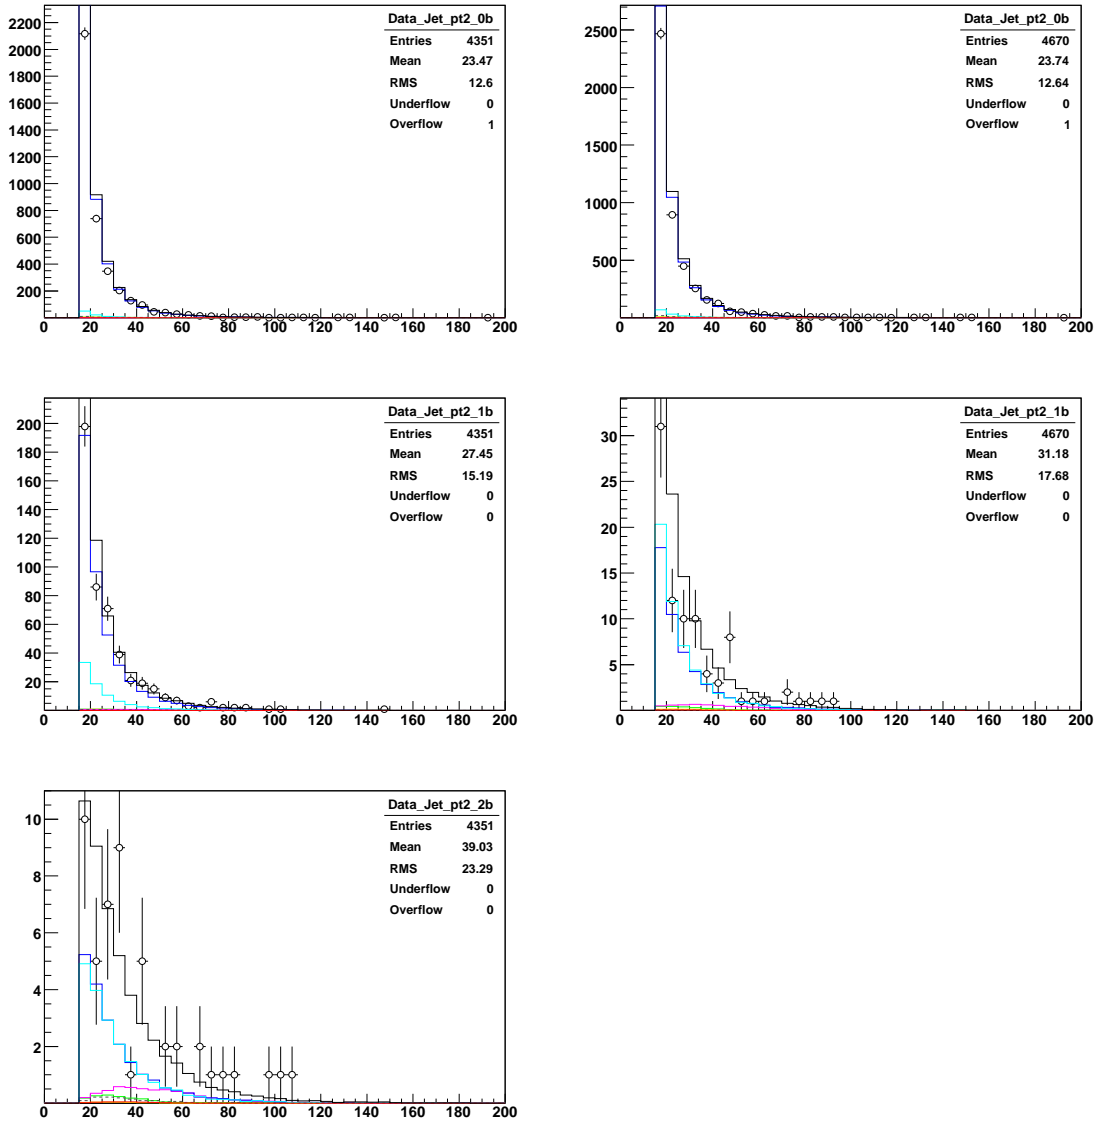 Data_Jet_pt2_0b
Entries 4351
Mean 23.47
RMS 12.6
Underflow 0
Overflow 1
2200
2000
1800
1600
1400
1200
1000
800
600
400
200
0 20 40 60 80 100 120 140 160 180 200
Data_Jet_pt2_0b
Entries 4670
Mean 23.74
RMS 12.64
Underflow 0
Overflow 1
2500
2000
1500
1000
500
0 20 40 60 80 100 120 140 160 180 200
Data_Jet_pt2_1b
Entries 4351
Mean 27.45
RMS 15.19
Underflow 0
Overflow 0
200
180
160
140
120
100
80
60
40
20
0 20 40 60 80 100 120 140 160 180 200
Data_Jet_pt2_1b
Entries 4670
Mean 31.18
RMS 17.68
Underflow 0
Overflow 0
30
25
20
15
10
5
0 20 40 60 80 100 120 140 160 180 200
Data_Jet_pt2_2b
Entries 4351
Mean 39.03
RMS 23.29
Underflow 0
Overflow 0
10
8
6
4
2
0 20 40 60 80 100 120 140 160 180 200